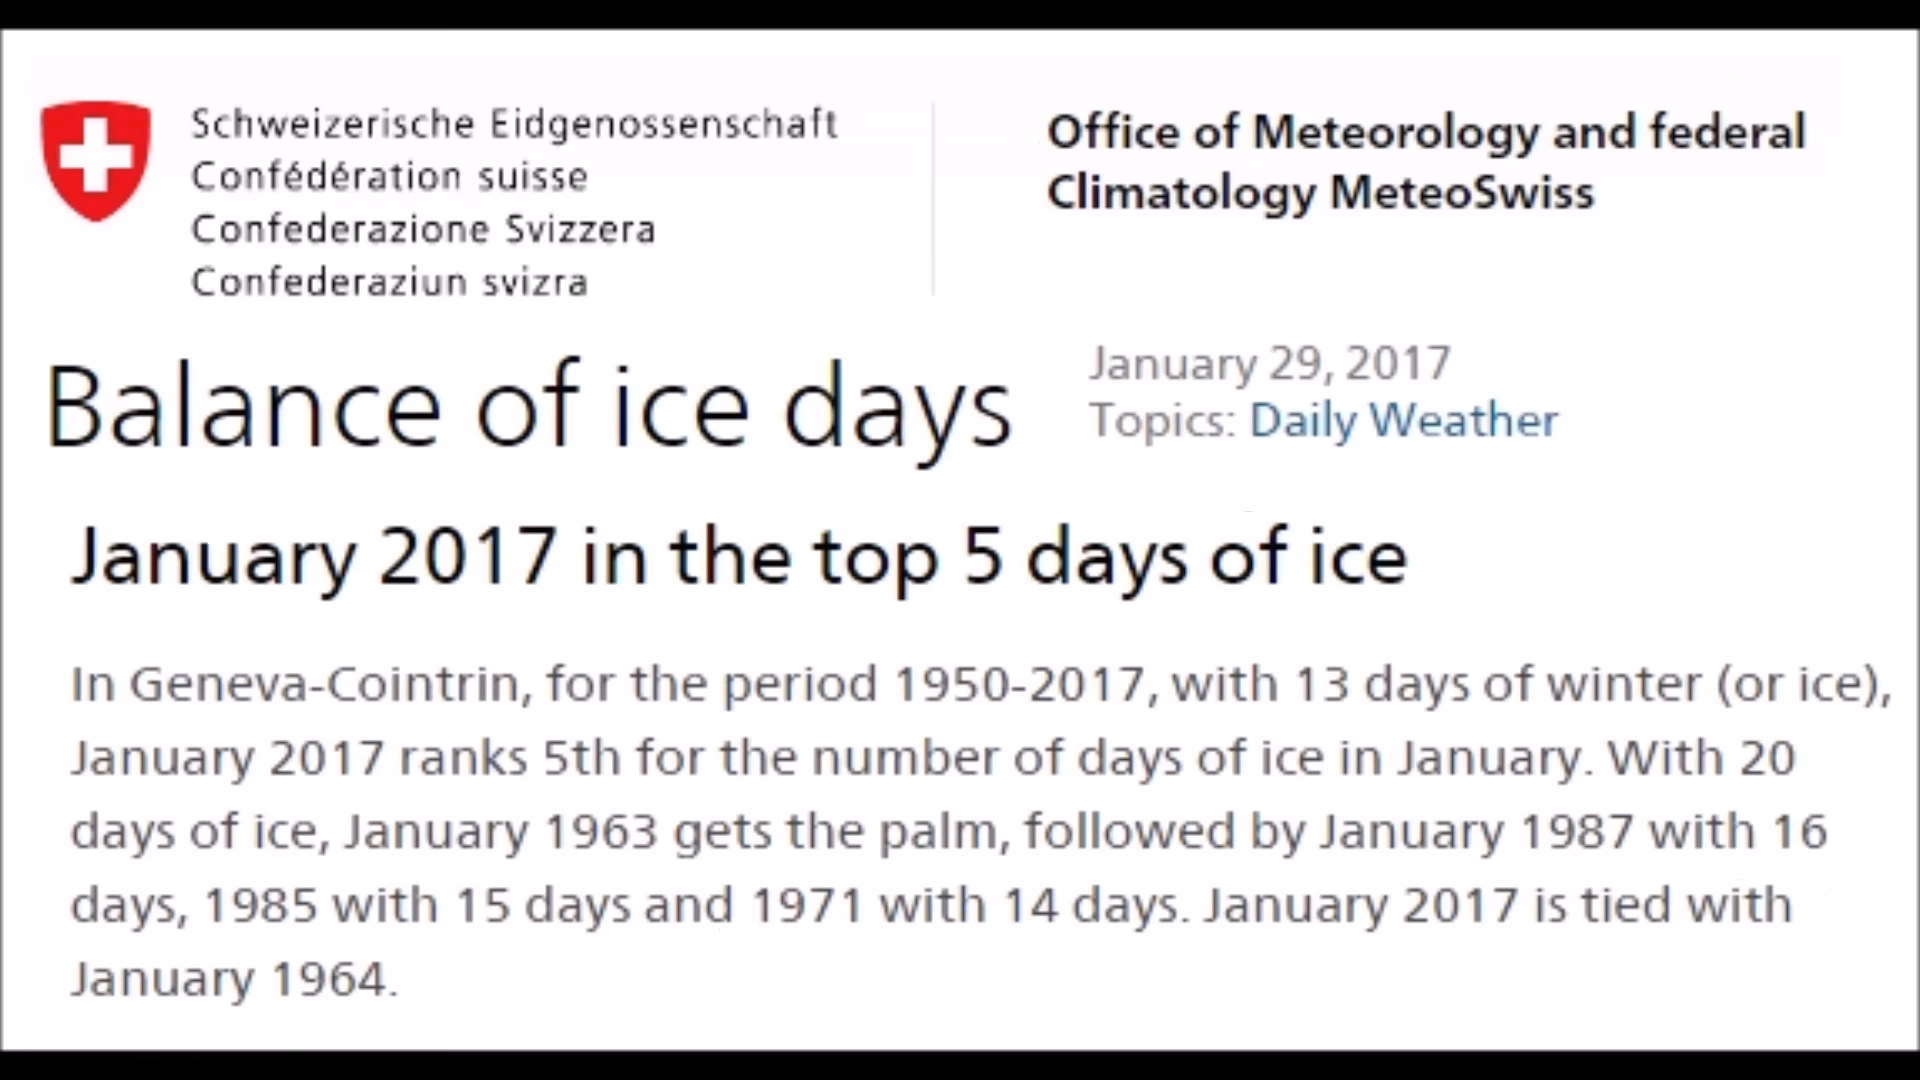 Schweizerische Eidgenossenschaft
Confédération suisse
Confederazione Svizzera
Confederaziun svizra
Office of Meteorology and federal
Climatology MeteoSwiss
Balance of ice days
January 29, 2017
Topics: Daily Weather
January 2017 in the top 5 days of ice
In Geneva-Cointrin, for the period 1950-2017, with 13 days of winter (or ice),
January 2017 ranks 5th for the number of days of ice in January. With 20
days of ice, January 1963 gets the palm, followed by January 1987 with 16
days, 1985 with 15 days and 1971 with 14 days. January 2017 is tied with
January 1964.